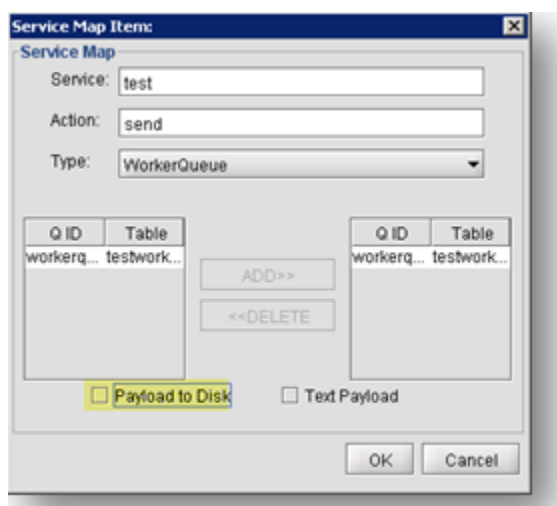 Service Map Item:
Service Map
Service: test
Action: send
Type: WorkerQueue
Q ID Table Q ID Table
workerq... testwork... workerq... testwork...
ADD>>
<<DELETE
Payload to Disk Text Payload
OK Cancel